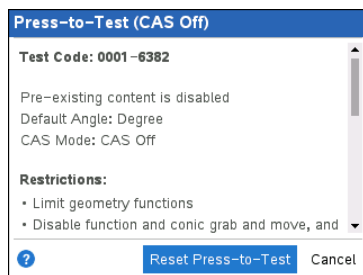 Press-to-Test (CAS Off)
Test Code: 0001-6382
Pre-existing content is disabled
Default Angle: Degree
CAS Mode: CAS Off
Restrictions:
• Limit geometry functions
• Disable function and conic grab and move, and
?
Reset Press-to-Test
Cancel